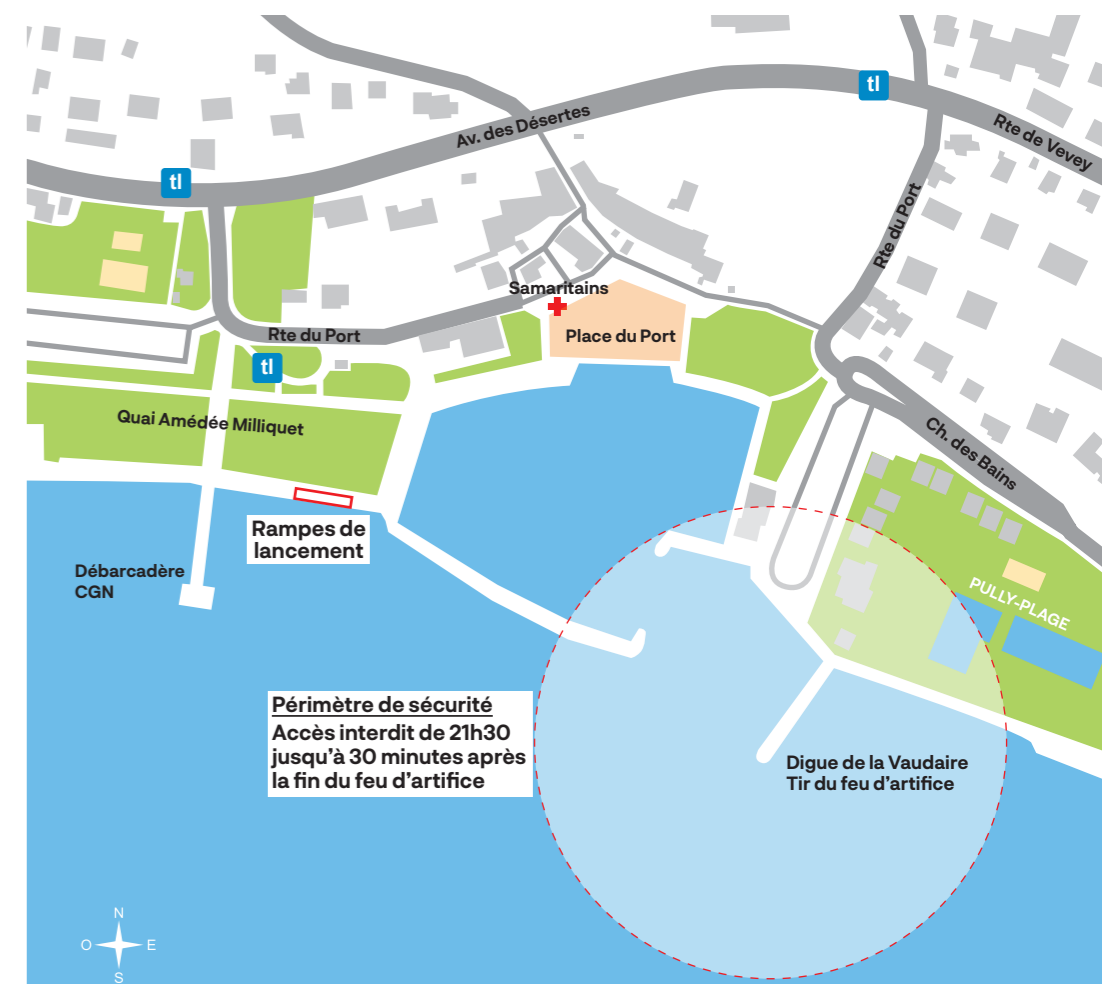 tl
Av. des Désertes
Rte de Vevey
tl
Rte du Port
Samaritains
Rte du Port
Place du Port
tl
Quai Amédée Milliquet
Ch. des Bains
Rampes de
lancement
Débarcadère
CGN
PULLY-PLAGE
Périmètre de sécurité
Accès interdit de 21h30
jusqu’à 30 minutes après
la fin du feu d’artifice
Digue de la Vaudaire
Tir du feu d’artifice
N
O E
S